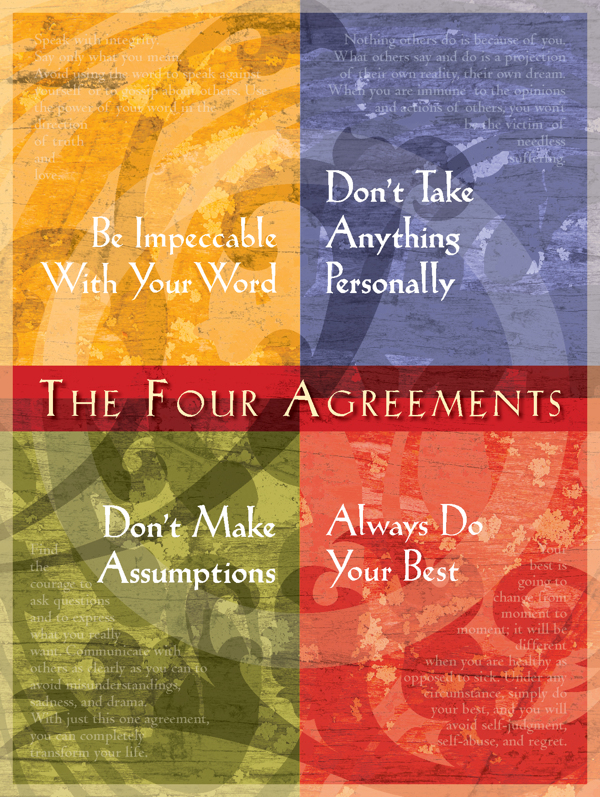 Speak with integrity.
Say only what you mean.
Avoid using the word to speak against
yourself or to gossip about others. Use
the power of your word in the
direction
of truth
and
love.
Be Impeccable
With Your Word
Nothing others do is because of you.
What others say and do is a projection
of their own reality, their own dream.
When you are immune to the opinions
and actions of others, you wont
by the victim of
needless
suffering.
Don't Take
Anything
Personally
The Four Agreements
Don't Make
Assumptions
Find
the
courage to
ask questions
and to express
what you really
want. Communicate with
others as clearly as you can to
avoid misunderstandings,
sadness, and drama.
With just this one agreement,
you can completely
transform your life.
Always Do
Your Best
Your
best is
going to
change from
moment to
moment; it will be
different
when you are healthy as
opposed to sick. Under any
circumstance, simply do
your best, and you will
avoid self-judgment,
self-abuse, and regret.